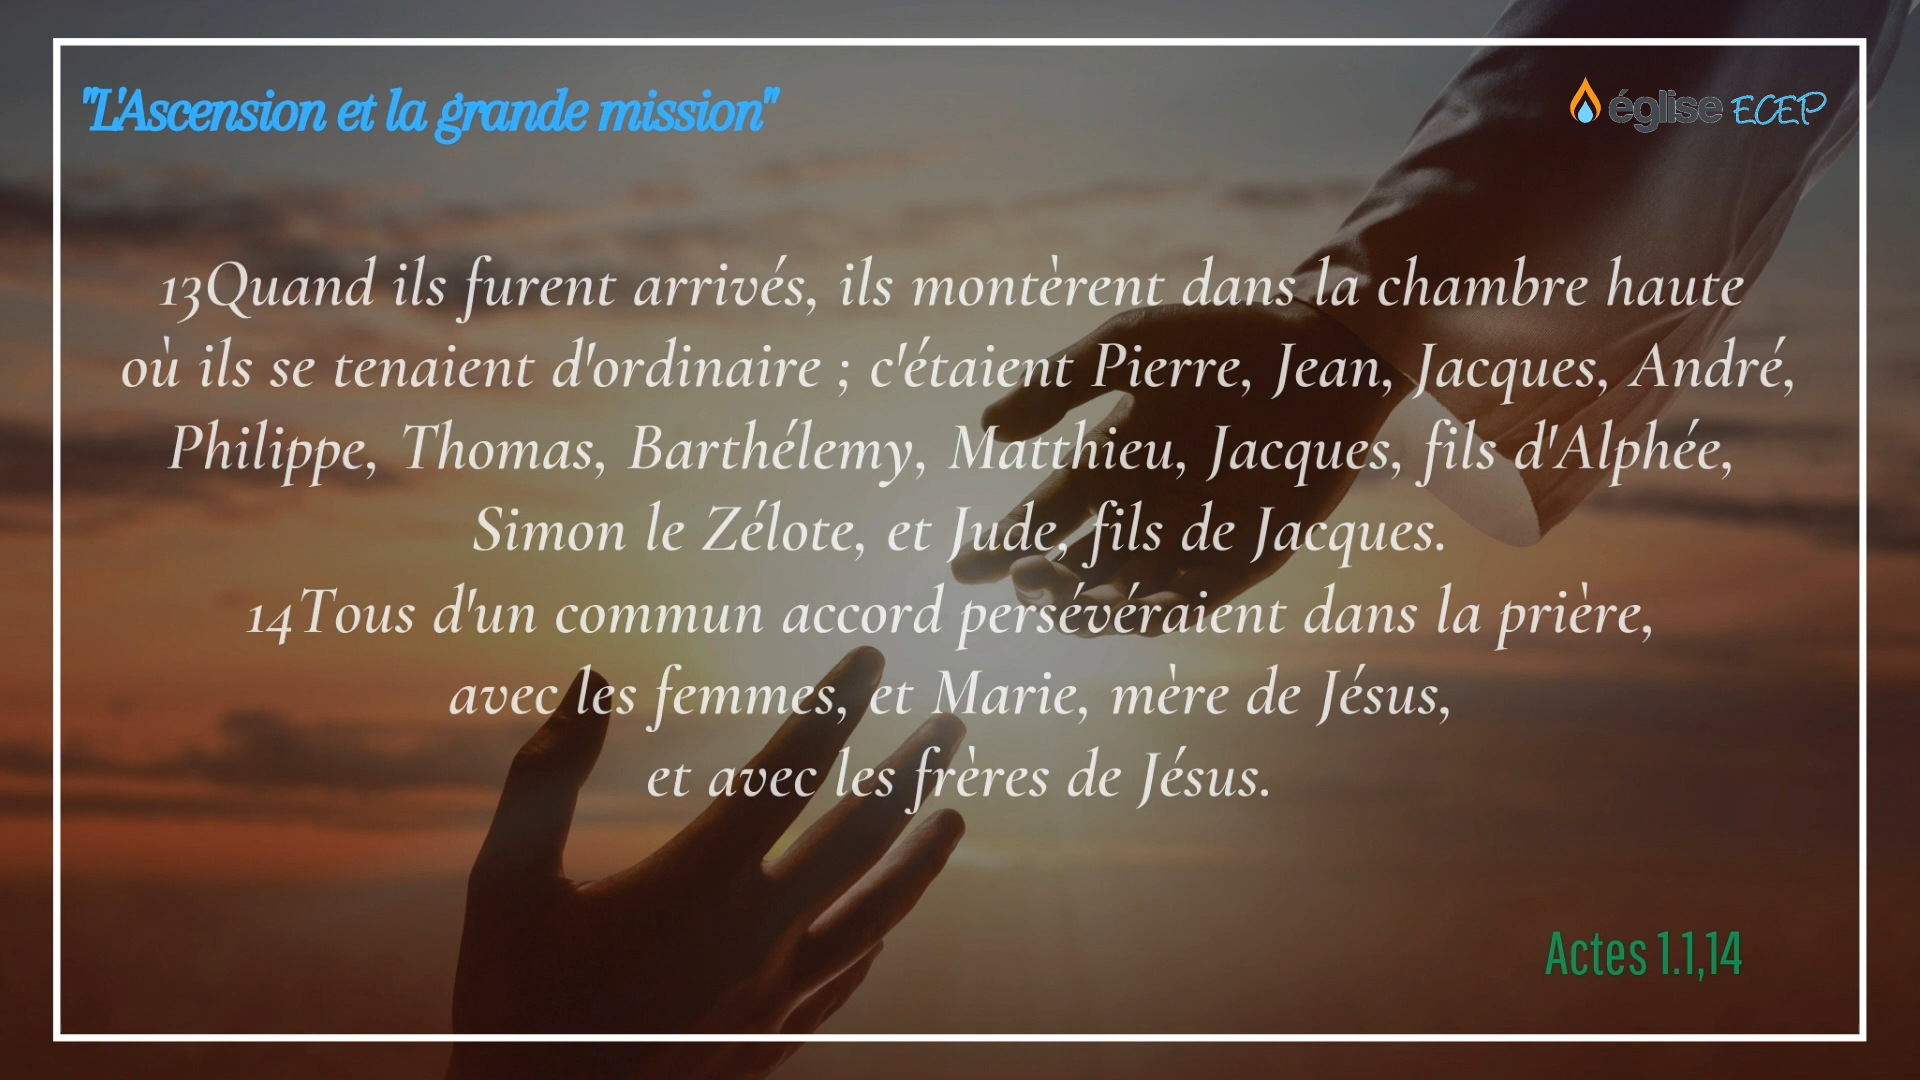 "L'Ascension et la grande mission"
église ECEP
13Quand ils furent arrivés, ils montèrent dans la chambre haute
où ils se tenaient d'ordinaire ; c'étaient Pierre, Jean, Jacques, André,
Philippe, Thomas, Barthélemy, Matthieu, Jacques, fils d'Alphée,
Simon le Zélote, et Jude, fils de Jacques.
14Tous d'un commun accord persévéraient dans la prière,
avec les femmes, et Marie, mère de Jésus,
et avec les frères de Jésus.
Actes 1.1,14